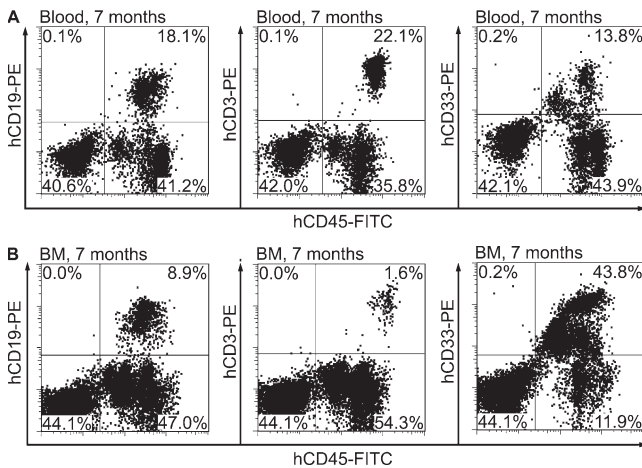 A
Blood, 7 months
0.1% 18.1%
40.6% 41.2%
hCD19-PE
Blood, 7 months
0.1% 22.1%
42.0% 35.8%
hCD3-PE
Blood, 7 months
0.2% 13.8%
42.1% 43.9%
hCD33-PE
hCD45-FITC
B
BM, 7 months
0.0% 8.9%
44.1% 47.0%
hCD19-PE
BM, 7 months
0.0% 1.6%
44.1% 54.3%
hCD3-PE
BM, 7 months
0.2% 43.8%
44.1% 11.9%
hCD33-PE
hCD45-FITC